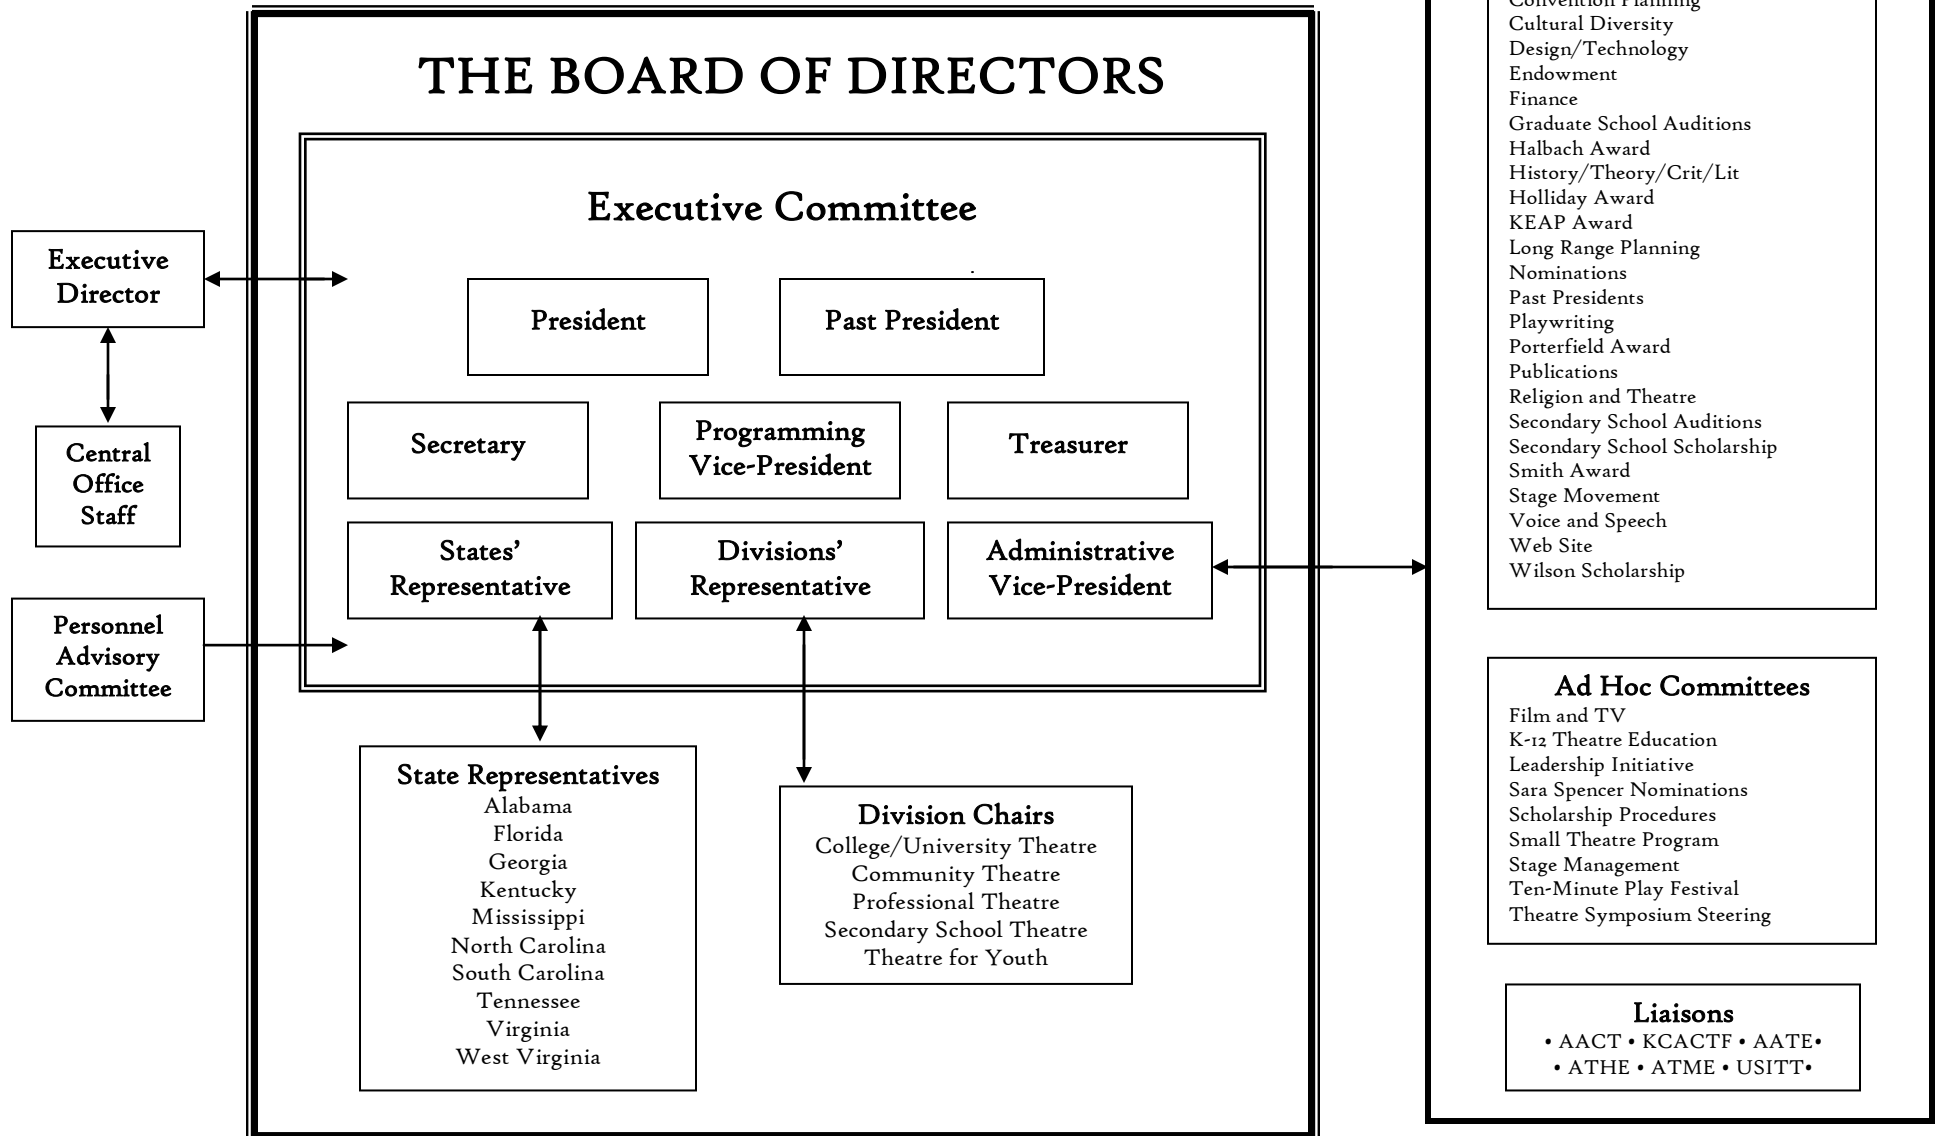 THE BOARD OF DIRECTORS
Executive Committee
Executive
Director
President
Past President
Central
Office
Staff
Secretary
Programming
Vice-President
Treasurer
States’
Representative
Divisions’
Representative
Administrative
Vice-President
Personnel
Advisory
Committee
State Representatives
Alabama
Florida
Georgia
Kentucky
Mississippi
North Carolina
South Carolina
Tennessee
Virginia
West Virginia
Division Chairs
College/University Theatre
Community Theatre
Professional Theatre
Secondary School Theatre
Theatre for Youth
Convention Planning
Cultural Diversity
Design/Technology
Endowment
Finance
Graduate School Auditions
Halbach Award
History/Theory/Crit/Lit
Holliday Award
KEAP Award
Long Range Planning
Nominations
Past Presidents
Playwriting
Porterfield Award
Publications
Religion and Theatre
Secondary School Auditions
Secondary School Scholarship
Smith Award
Stage Movement
Voice and Speech
Web Site
Wilson Scholarship
Ad Hoc Committees
Film and TV
K-12 Theatre Education
Leadership Initiative
Sara Spencer Nominations
Scholarship Procedures
Small Theatre Program
Stage Management
Ten-Minute Play Festival
Theatre Symposium Steering
Liaisons
• AACT • KCACTF • AATE•
• ATHE • ATME • USITT•